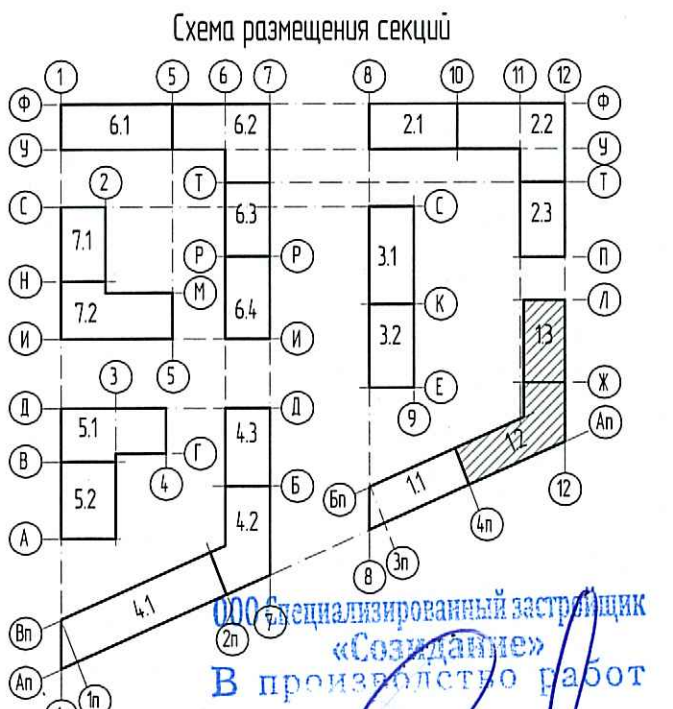 Схема размещения секций
1 5 6 7 8 10 11 12
Ф 6.1 6.2 2.1 2.2 Ф
У У
2 Т Т
С 7.1 6.3 3.1 С 2.3
Р Р П
Н М К Л
7.2 6.4 3.2 1.3
И И
3 5 Е Ж
Д 5.1 4.3 Д 9 Ап
В Г 1.2
5.2 4 Б Бп 1.1 12
А 4.2 4п
3п
4.1 8
ООО Специализированный застройщик
Вп 2п 7
«Созидание»
Ап 1п В производство работ
1